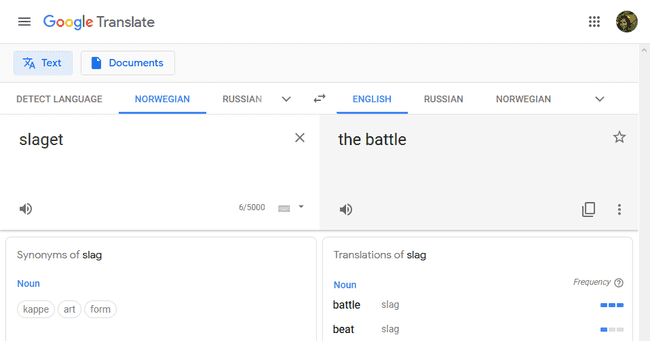 Google Translate
Text Documents
DETECT LANGUAGE NORWEGIAN RUSSIAN ENGLISH RUSSIAN NORWEGIAN
slaget the battle
6/5000
Synonyms of slag
Noun
kappe art form
Translations of slag
Noun Frequency
battle slag
beat slag